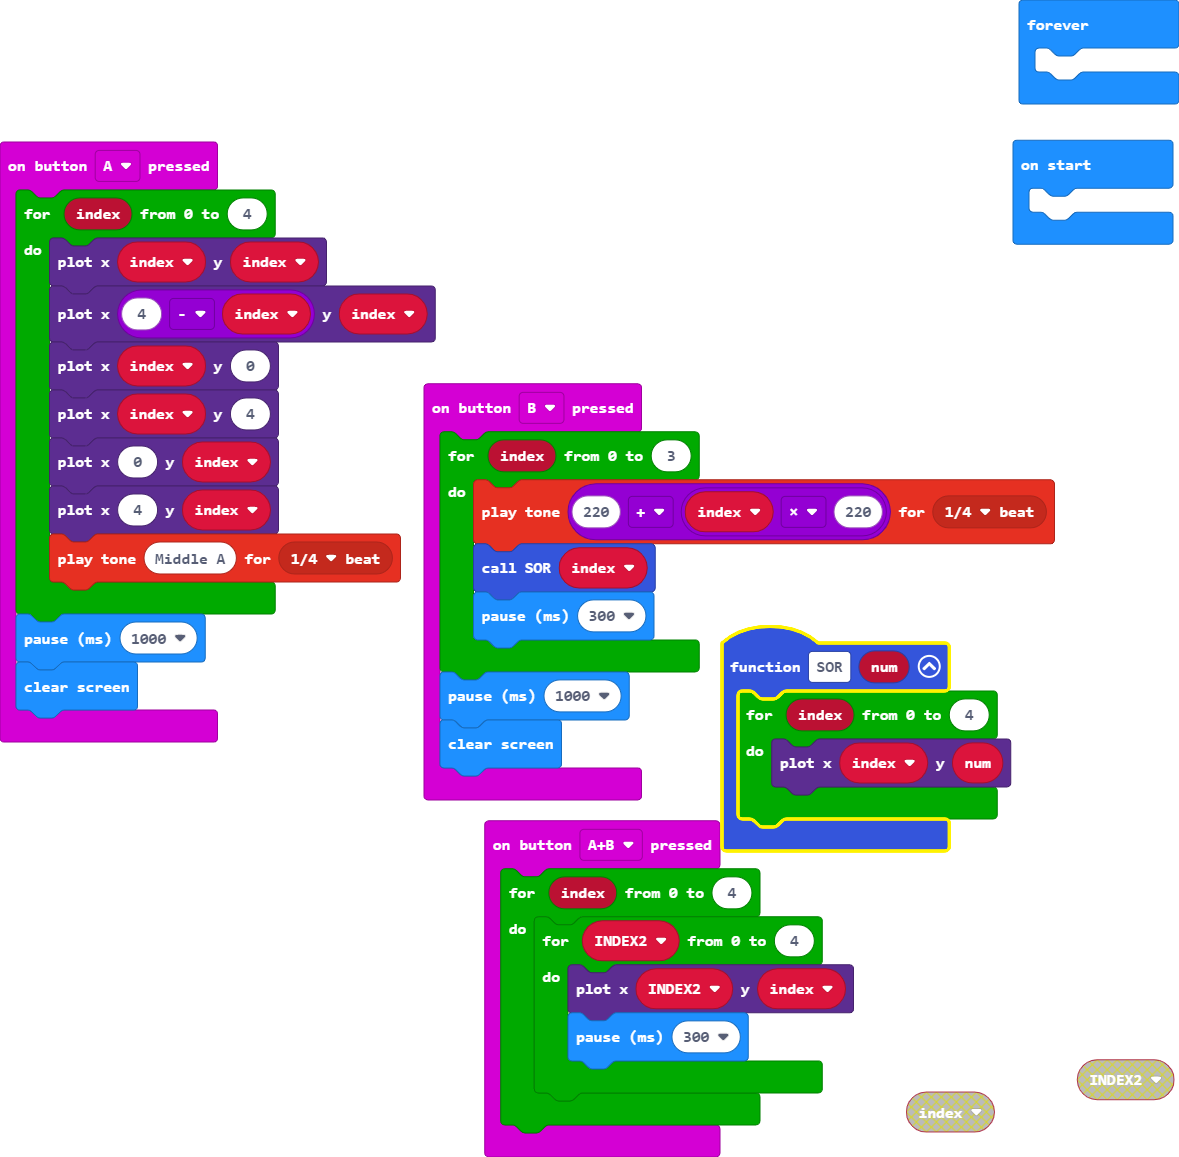 forever
on start
on button A pressed
for index from 0 to 4
do
plot x index y index
plot x 4 - index y index
plot x index y 0
plot x index y 4
plot x 0 y index
plot x 4 y index
play tone Middle A for 1/4 beat
pause (ms) 1000
clear screen
on button B pressed
for index from 0 to 3
do
play tone 220 + index × 220 for 1/4 beat
call SOR index
pause (ms) 300
pause (ms) 1000
clear screen
function SOR num
for index from 0 to 4
do
plot x index y num
on button A+B pressed
for index from 0 to 4
do
for INDEX2 from 0 to 4
do
plot x INDEX2 y index
pause (ms) 300
INDEX2
index